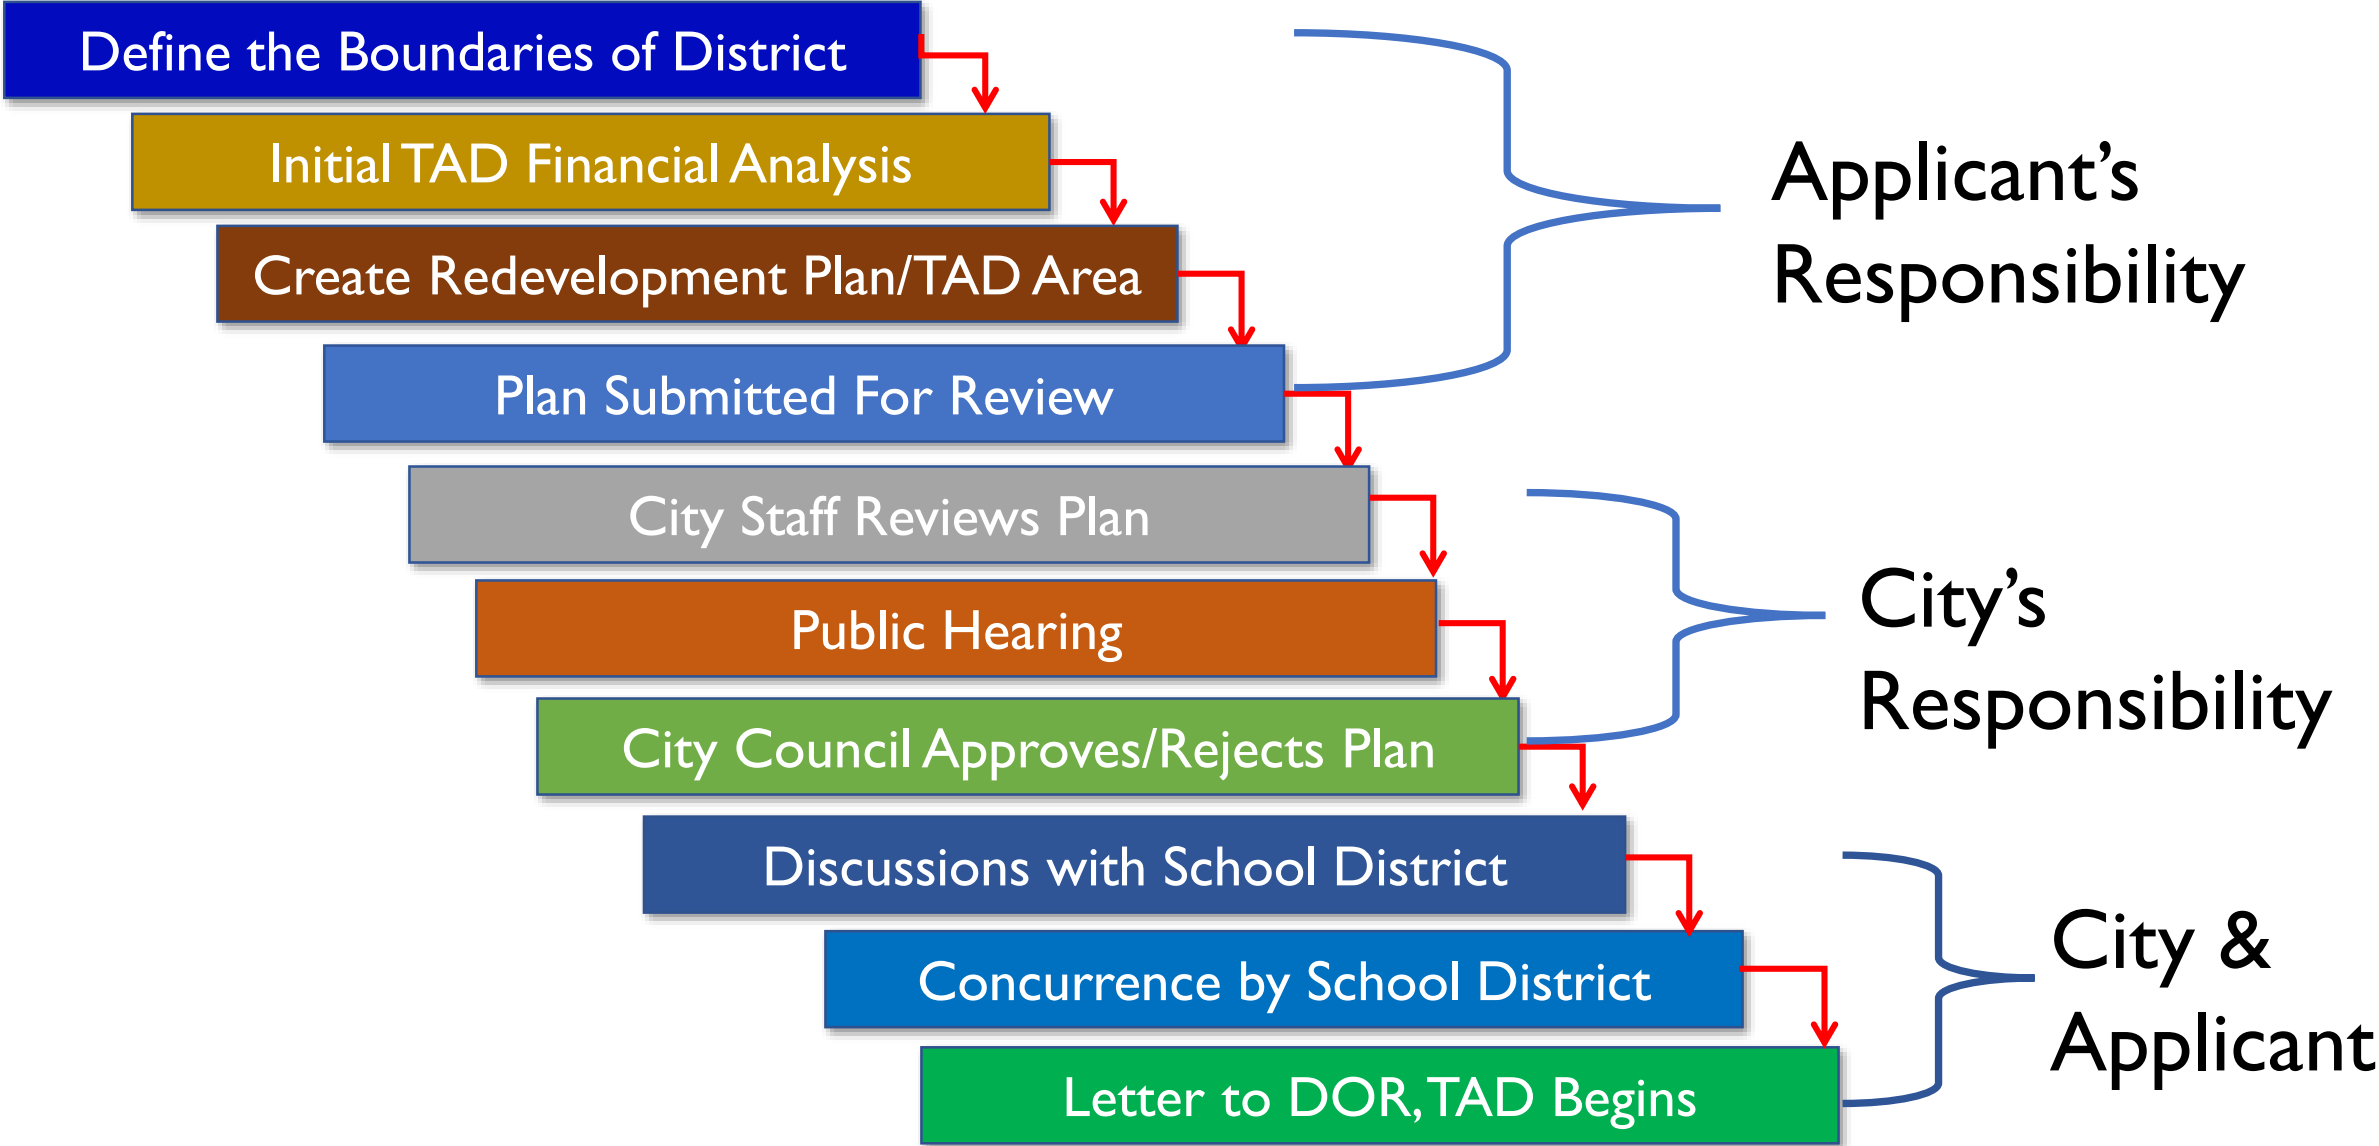 Define the Boundaries of District
Initial TAD Financial Analysis
Create Redevelopment Plan/TAD Area
Plan Submitted For Review
Applicant’s
Responsibility
City Staff Reviews Plan
Public Hearing
City Council Approves/Rejects Plan
City’s
Responsibility
Discussions with School District
Concurrence by School District
Letter to DOR, TAD Begins
City &
Applicant